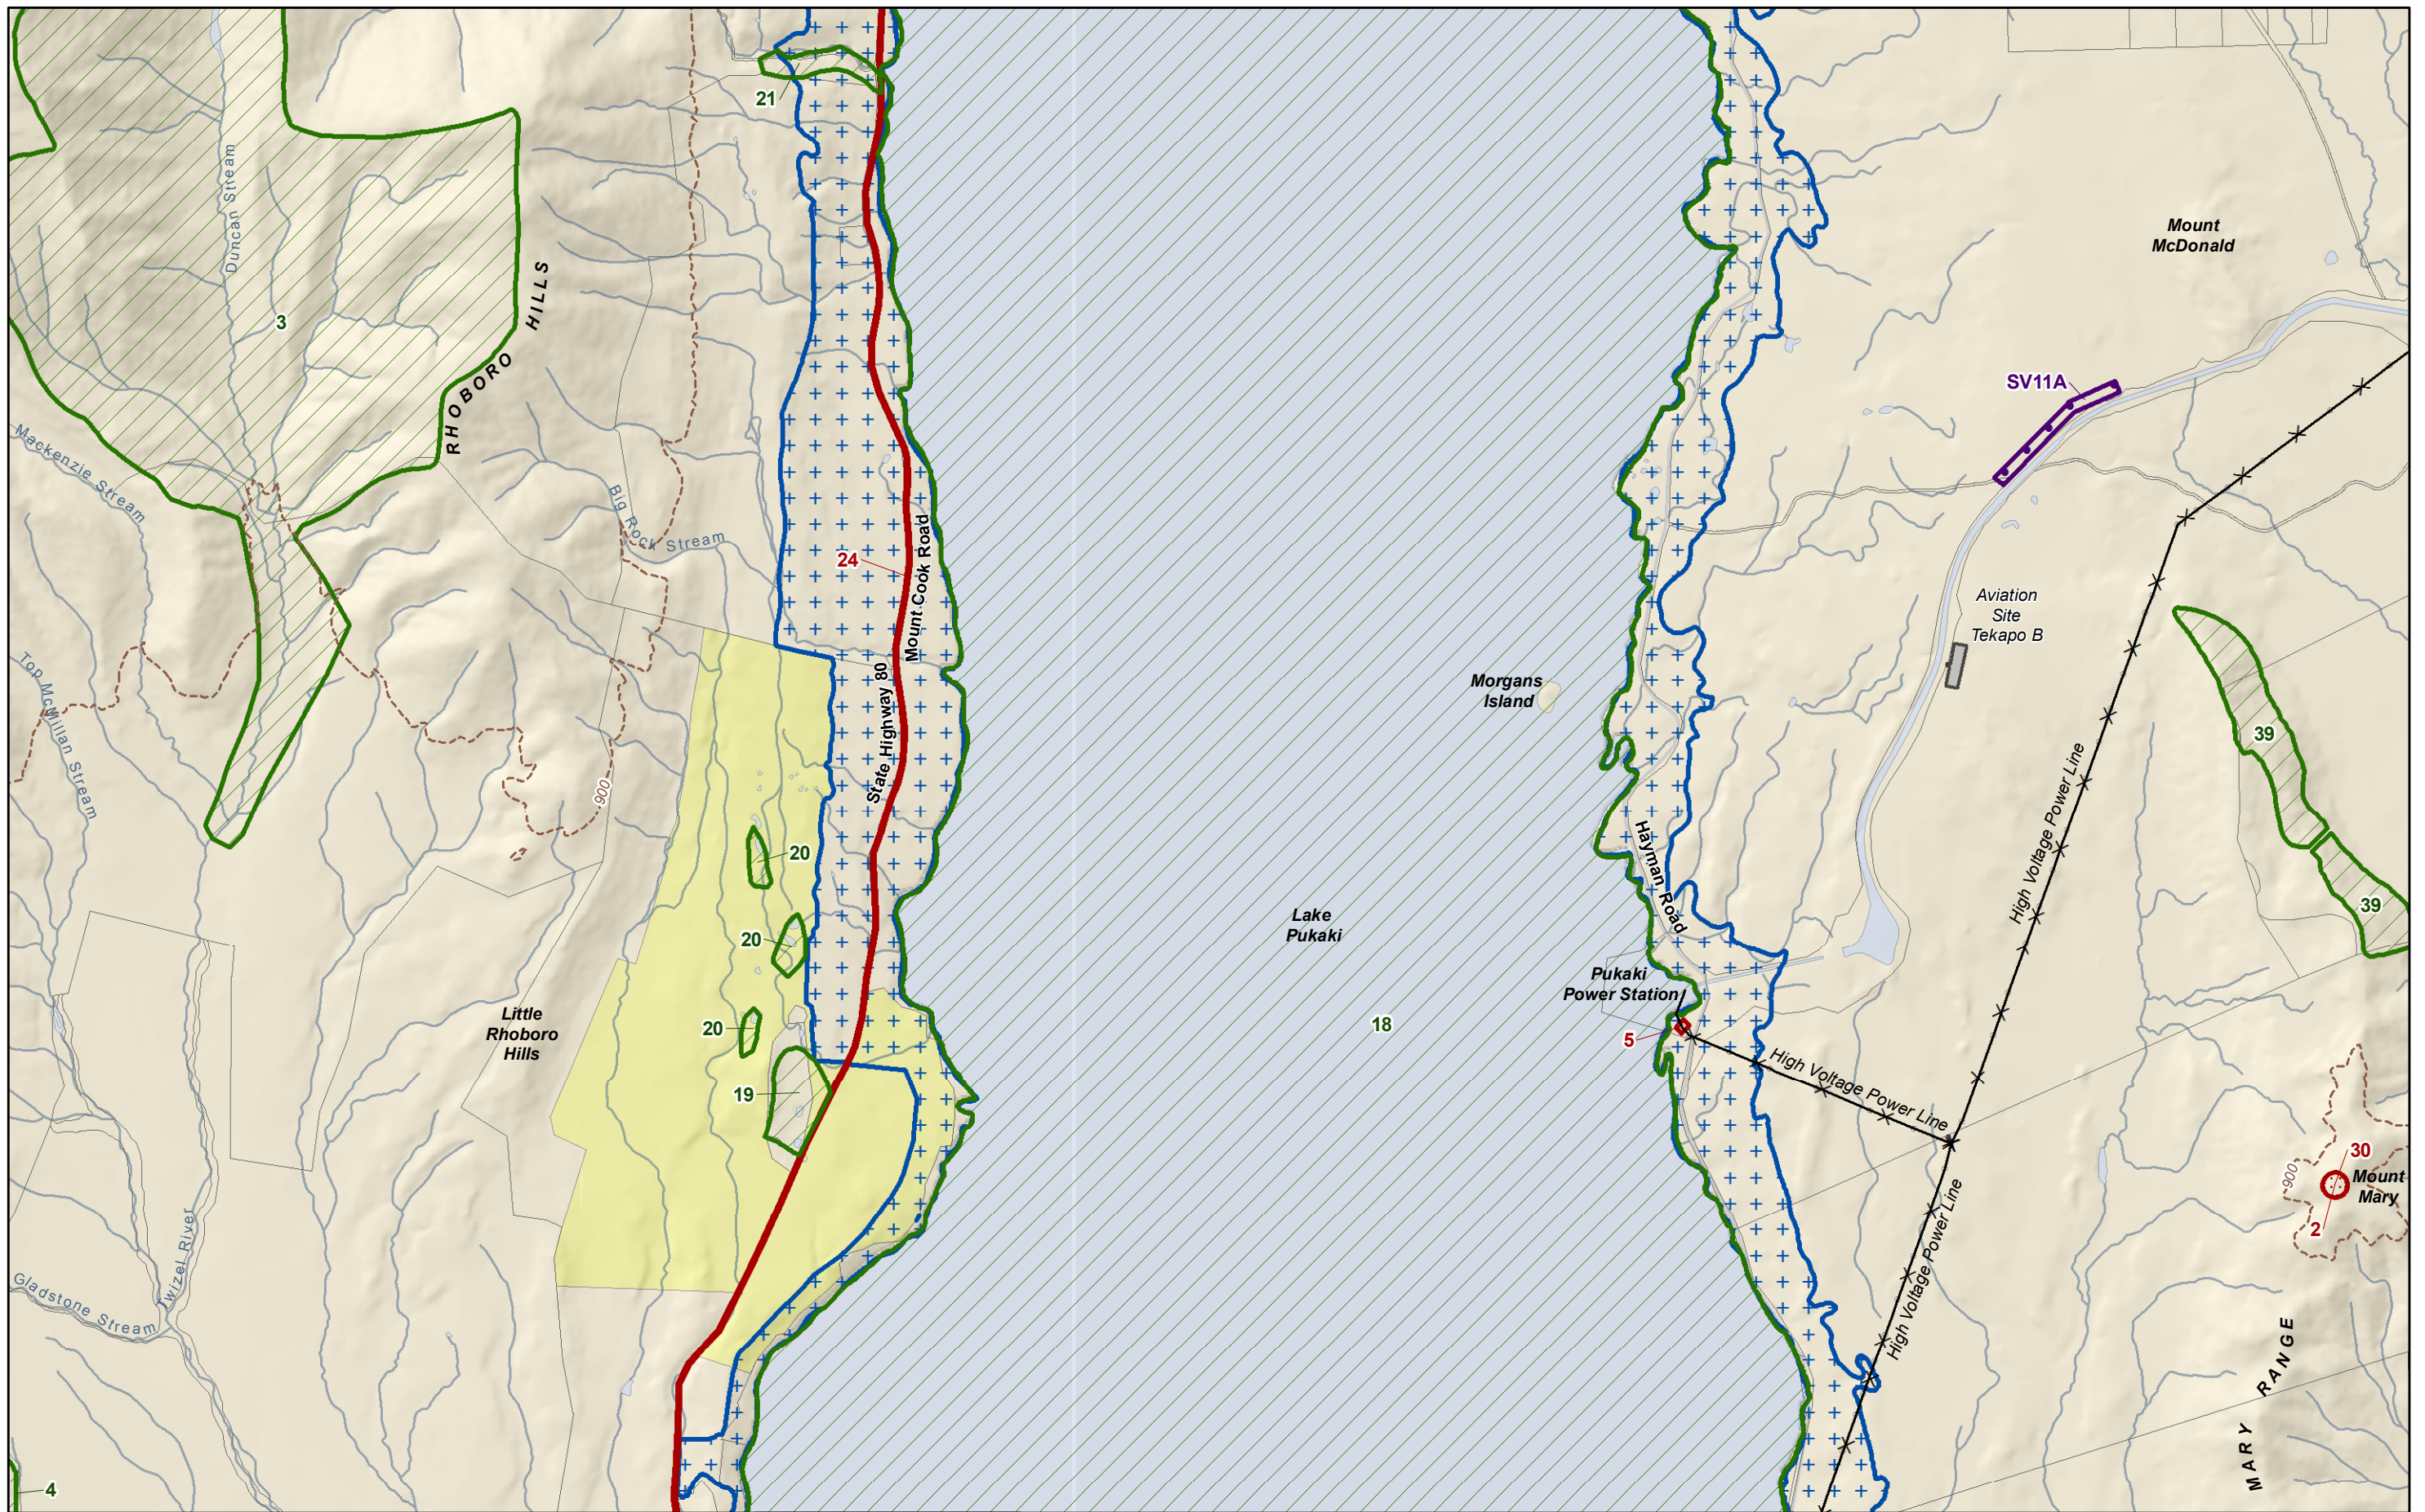 21
Mount
McDonald
Duncan Stream
3
RHOBORO HILLS
SV11A
Mackenzie Stream
Big Rock Stream
24
Mount Cook Road
State Highway 80
Aviation
Site
Tekapo B
Top McMillan Stream
Morgans
Island
39
High Voltage Power Line
900
20
Hayman Road
39
20
Lake
Pukaki
Pukaki
Power Station
Little
Rhoboro
Hills
20
18
5
High Voltage Power Line
19
30
900
Mount
Mary
2
Twizel River
High Voltage Power Line
Gladstone Stream
MARY RANGE
4